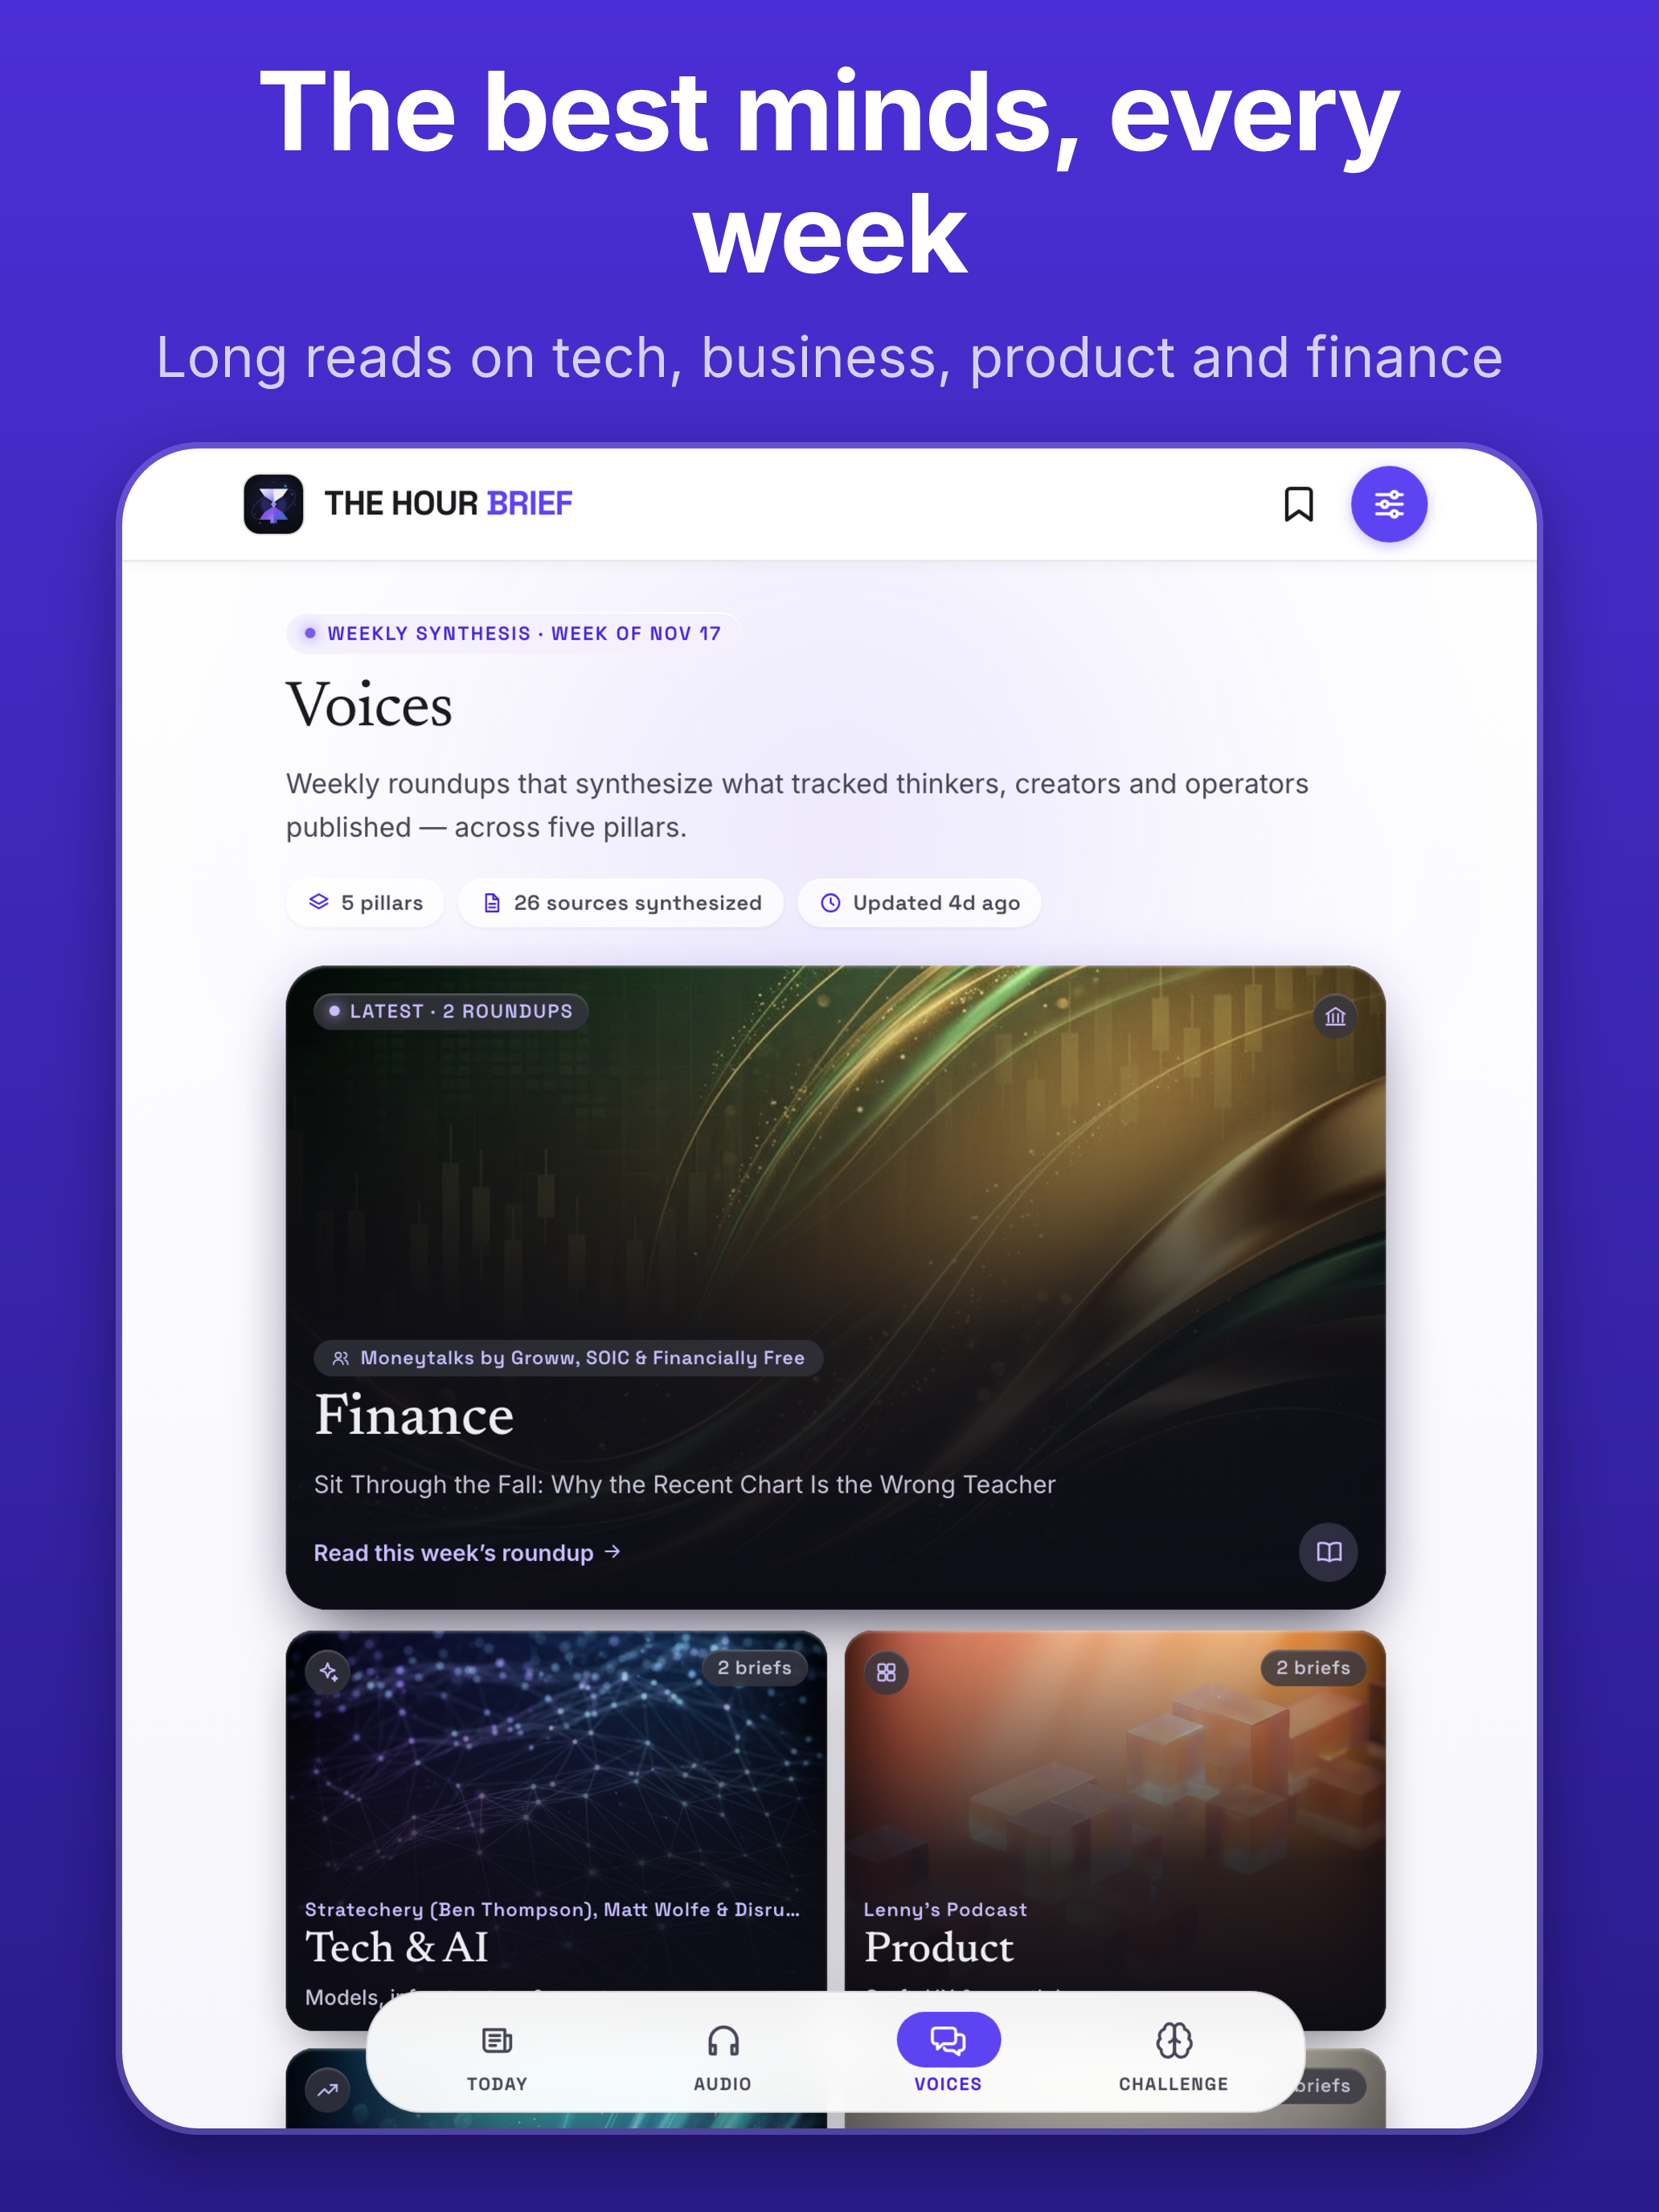 The best minds, every
week
Long reads on tech, business, product and finance
THE HOUR BRIEF
WEEKLY SYNTHESIS · WEEK OF NOV 17
Voices
Weekly roundups that synthesize what tracked thinkers, creators and operators
published — across five pillars.
5 pillars
26 sources synthesized
Updated 4d ago
LATEST · 2 ROUNDUPS
Moneytalks by Groww, SOIC & Financially Free
Finance
Sit Through the Fall: Why the Recent Chart Is the Wrong Teacher
Read this week's roundup →
2 briefs
Stratechery (Ben Thompson), Matt Wolfe & Disru...
Tech & AI
Models,
2 briefs
Lenny's Podcast
Product
briefs
TODAY
AUDIO
VOICES
CHALLENGE